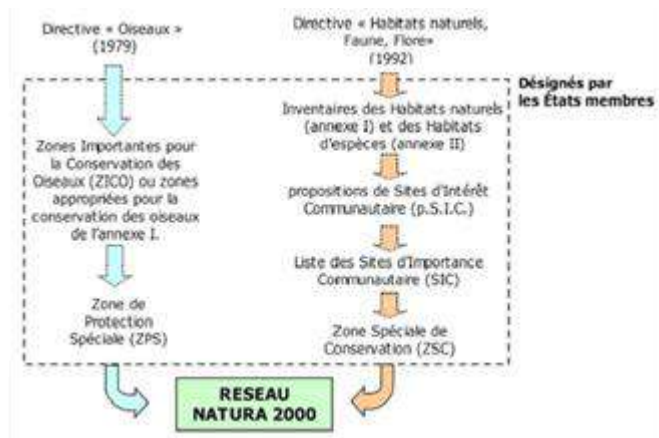 Directive « Oiseaux »
(1979)
Directive « Habitats naturels,
Faune, Flore»
(1992)
Désignés par
les États membres
Zones Importantes pour
la Conservation des
Oiseaux (ZICO) ou zones
appropriées pour la
conservation des oiseaux
de l'annexe I.
Zone de
Protection
Spéciale (ZPS)
Inventaires des Habitats naturels
(annexe I) et des Habitats
d'espèces (annexe II)
propositions de Sites d'Intérêt
Communautaire (p.S.I.C.)
Liste des Sites d'Importance
Communautaire (SIC)
Zone Spéciale de
Conservation (ZSC)
RESEAU
NATURA 2000